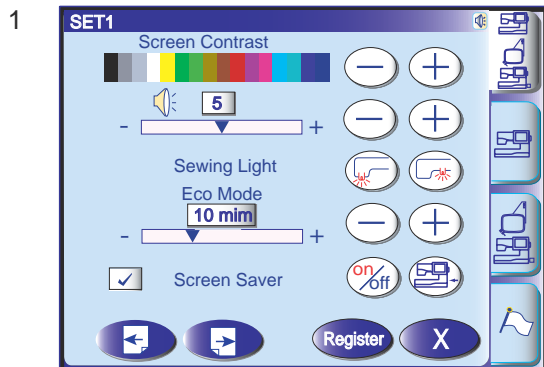 1
SET1
Screen Contrast
5
- +
Sewing Light
Eco Mode
10 mim
- +
✓ Screen Saver
on/off
Register X